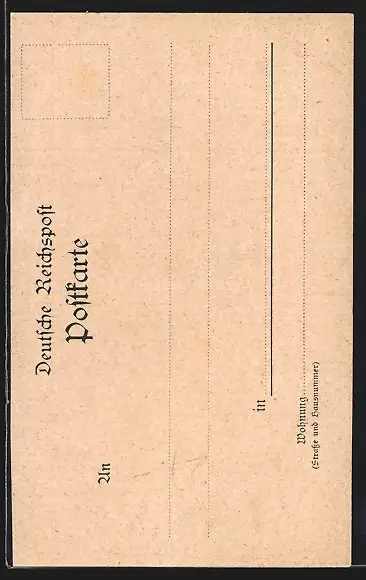 Deutsche Reichspost
Postkarte
An
in
Wohnung
(Straße und Hausnummer)